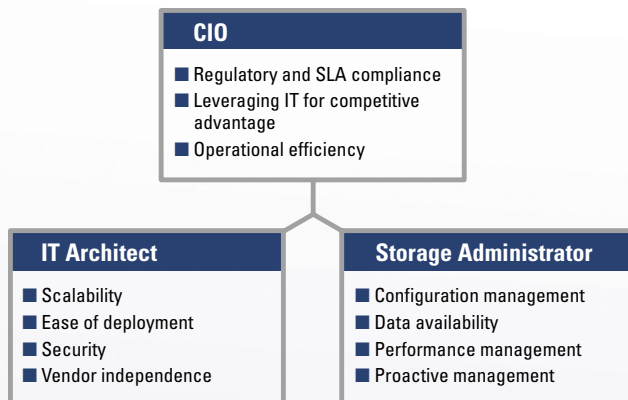 CIO
■ Regulatory and SLA compliance
■ Leveraging IT for competitive
advantage
■ Operational efficiency
IT Architect
■ Scalability
■ Ease of deployment
■ Security
■ Vendor independence
Storage Administrator
■ Configuration management
■ Data availability
■ Performance management
■ Proactive management